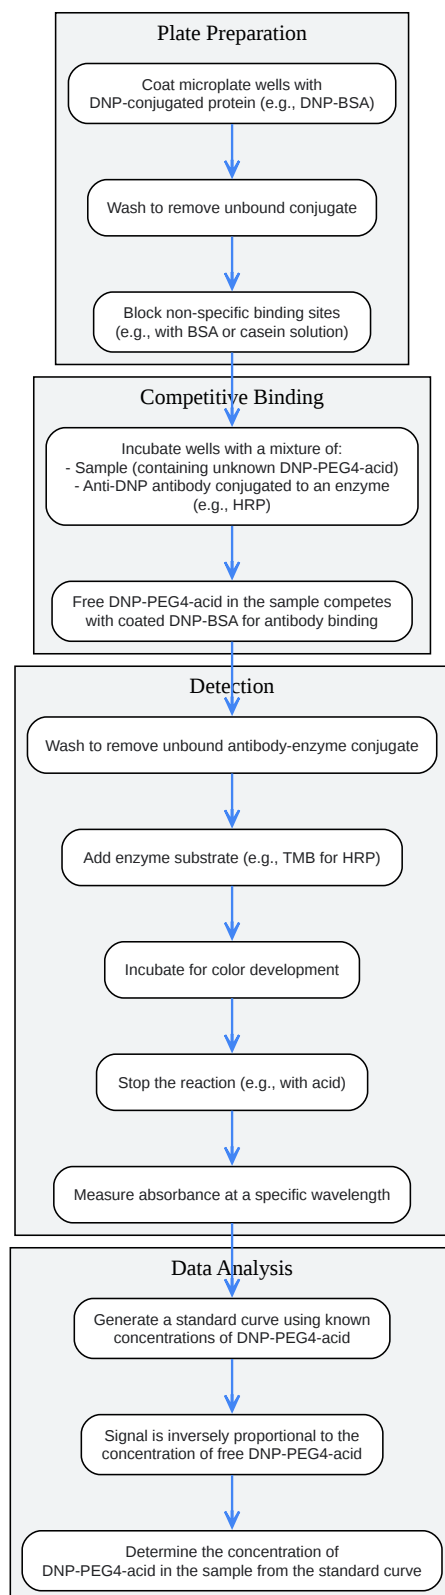 Plate Preparation
Coat microplate wells with
DNP-conjugated protein (e.g., DNP-BSA)
Wash to remove unbound conjugate
Block non-specific binding sites
(e.g., with BSA or casein solution)
Competitive Binding
Incubate wells with a mixture of:
- Sample (containing unknown DNP-PEG4-acid)
- Anti-DNP antibody conjugated to an enzyme
(e.g., HRP)
Free DNP-PEG4-acid in the sample competes
with coated DNP-BSA for antibody binding
Detection
Wash to remove unbound antibody-enzyme conjugate
Add enzyme substrate (e.g., TMB for HRP)
Incubate for color development
Stop the reaction (e.g., with acid)
Measure absorbance at a specific wavelength
Data Analysis
Generate a standard curve using known
concentrations of DNP-PEG4-acid
Signal is inversely proportional to the
concentration of free DNP-PEG4-acid
Determine the concentration of
DNP-PEG4-acid in the sample from the standard curve